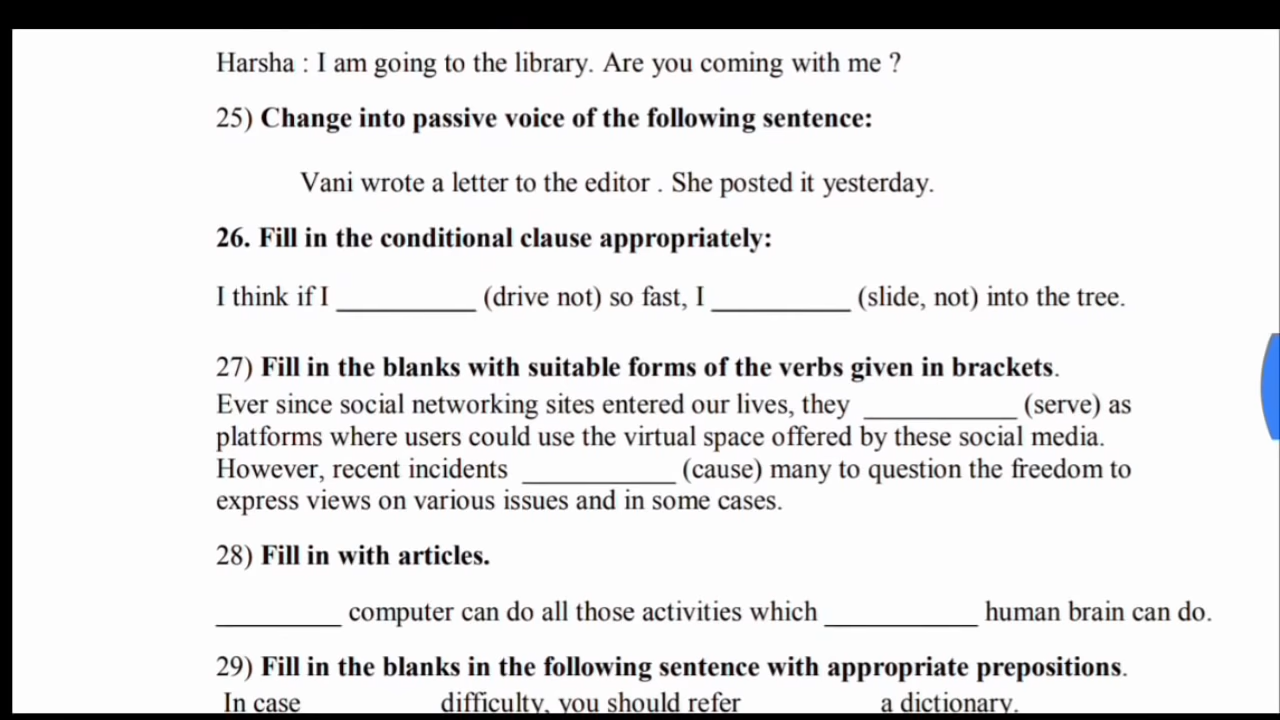 Harsha : I am going to the library. Are you coming with me ?
25) Change into passive voice of the following sentence:
Vani wrote a letter to the editor . She posted it yesterday.
26. Fill in the conditional clause appropriately:
I think if I __________ (drive not) so fast, I __________ (slide, not) into the tree.
27) Fill in the blanks with suitable forms of the verbs given in brackets.
Ever since social networking sites entered our lives, they ___________ (serve) as
platforms where users could use the virtual space offered by these social media.
However, recent incidents ___________ (cause) many to question the freedom to
express views on various issues and in some cases.
28) Fill in with articles.
_________ computer can do all those activities which ___________ human brain can do.
29) Fill in the blanks in the following sentence with appropriate prepositions.
In case difficulty, you should refer a dictionary.